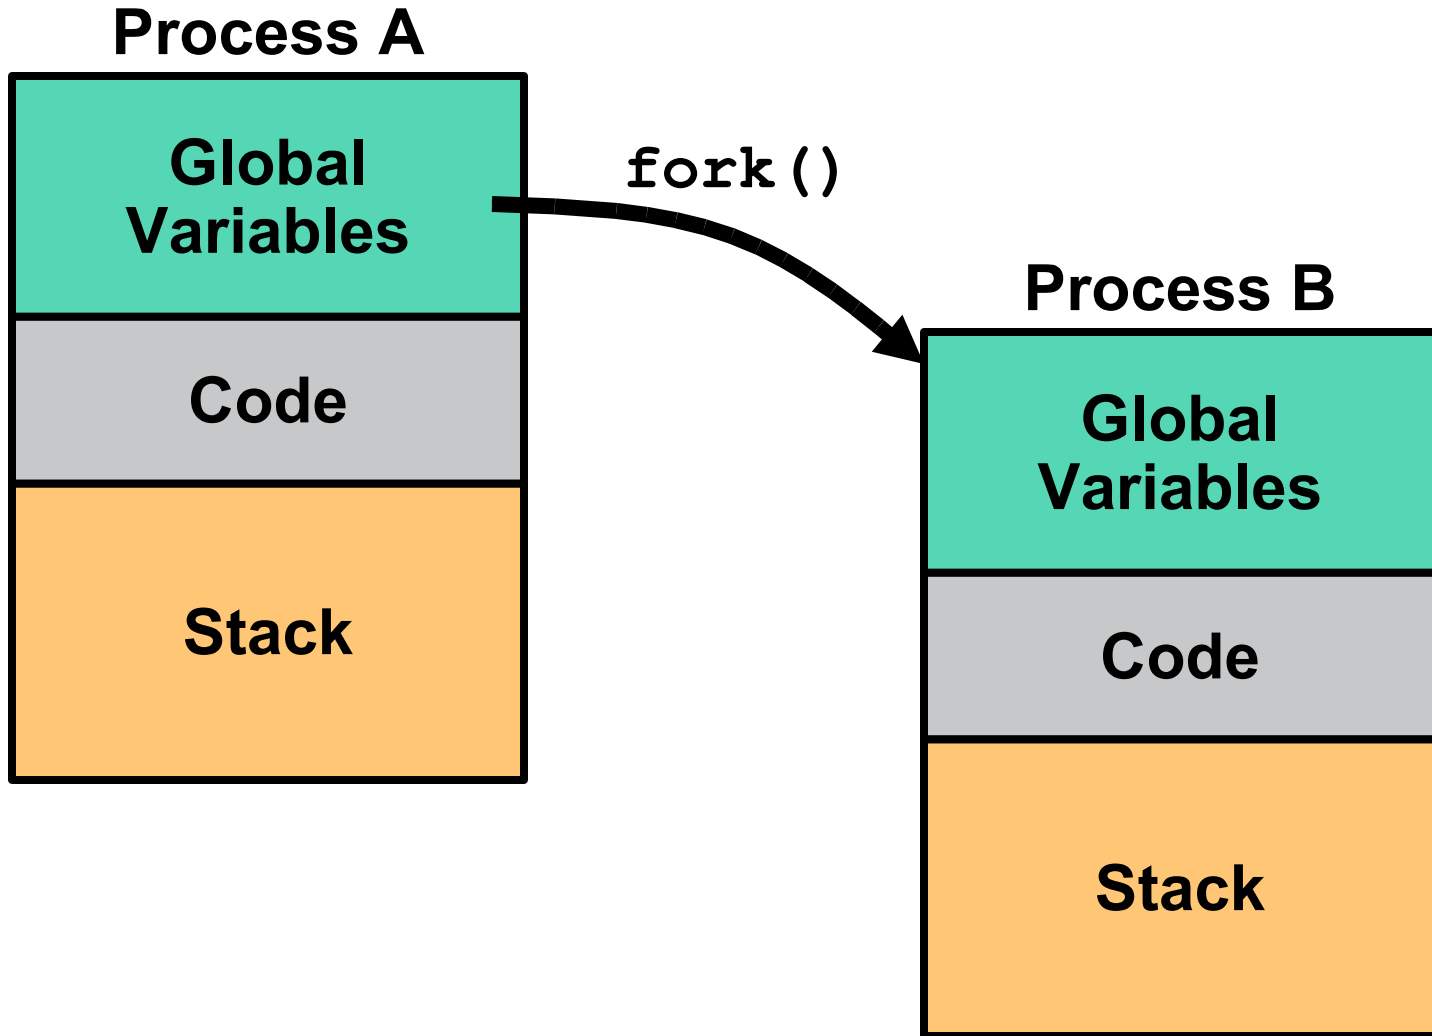 Process A
Global
Variables
Code
Stack
fork()
Process B
Global
Variables
Code
Stack